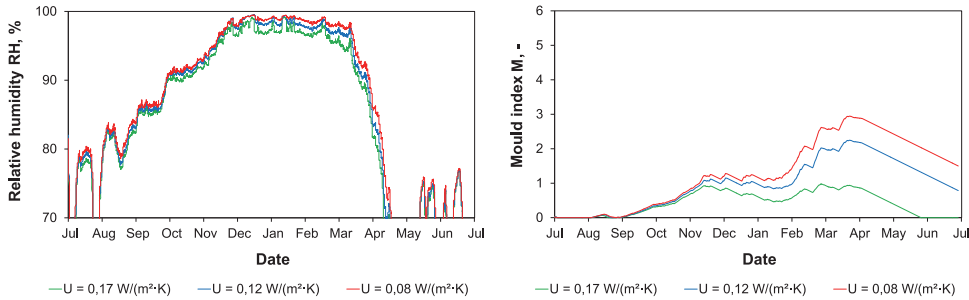 Relative humidity RH, %
100
90
80
70
Jul Aug Sep Oct Nov Dec Jan Feb Mar Apr May Jun Jul
Date
U = 0,17 W/(m²·K) U = 0,12 W/(m²·K) U = 0,08 W/(m²·K)
Mould index M, -
6
5
4
3
2
1
0
Jul Aug Sep Oct Nov Dec Jan Feb Mar Apr May Jun Jul
Date
U = 0,17 W/(m²·K) U = 0,12 W/(m²·K) U = 0,08 W/(m²·K)